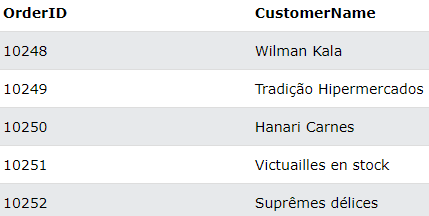 OrderID CustomerName
10248 Wilman Kala
10249 Tradição Hipermercados
10250 Hanari Carnes
10251 Victuailles en stock
10252 Suprêmes délices